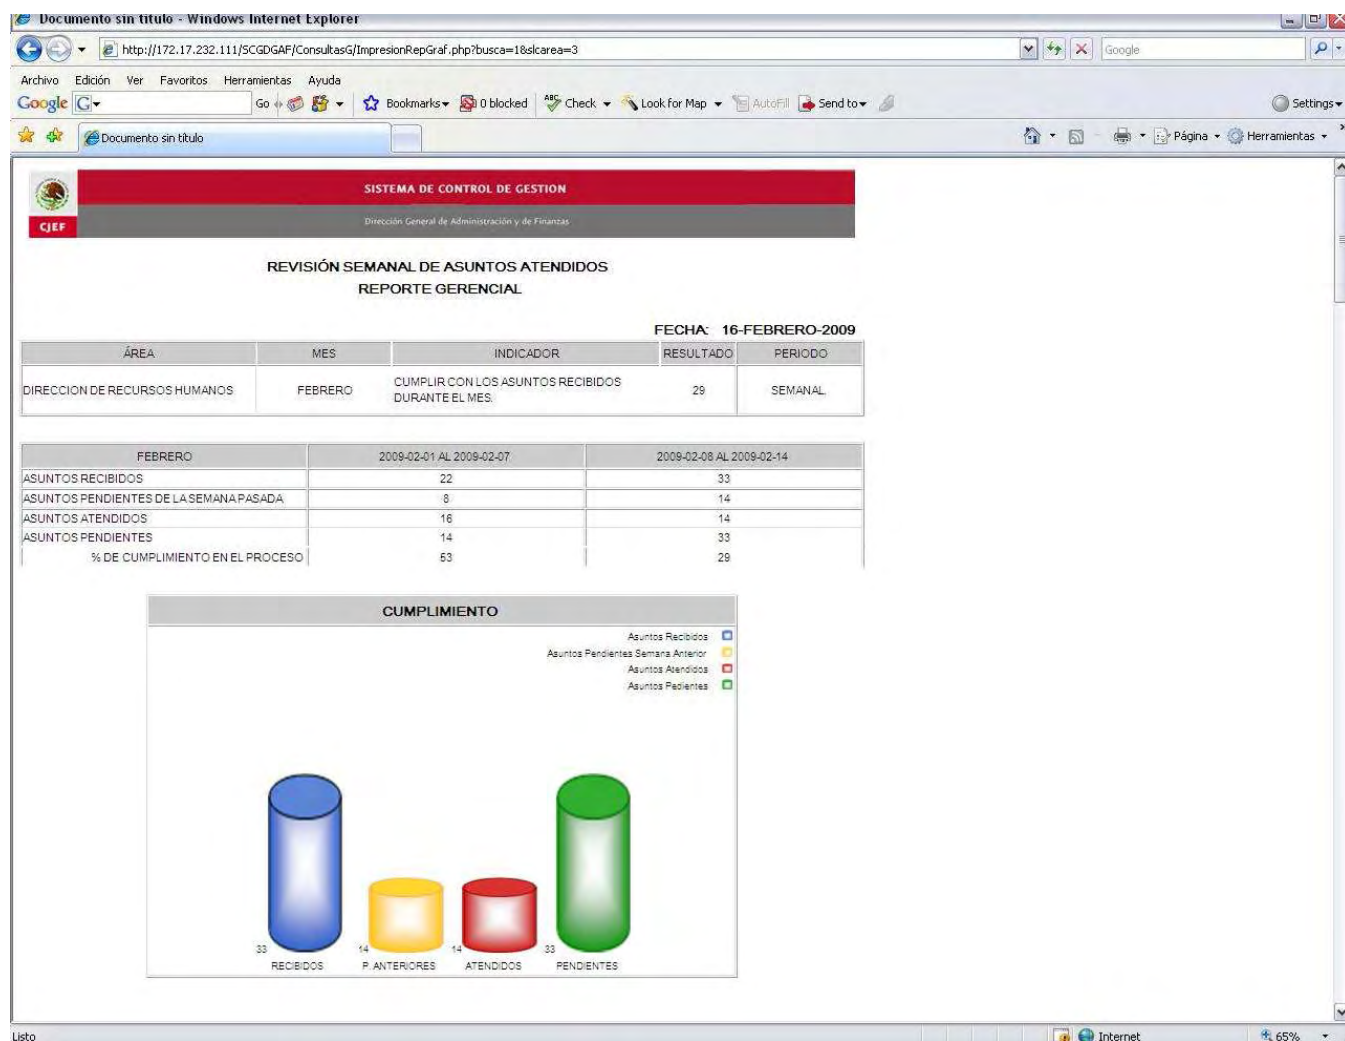 Documento sin título - Windows Internet Explorer
http://172.17.232.111/SCGDGAF/ConsultasG/ImpresionRepGraf.php?busca=1&slcarea=3
Google
Archivo Edición Ver Favoritos Herramientas Ayuda
Google G Go Bookmarks 0 blocked ABC Check Look for Map AutoFill Send to Settings
Documento sin título Página Herramientas
SISTEMA DE CONTROL DE GESTION
Dirección General de Administración y de Finanzas
CJEF
REVISIÓN SEMANAL DE ASUNTOS ATENDIDOS
REPORTE GERENCIAL
FECHA: 16-FEBRERO-2009
ÁREA MES INDICADOR RESULTADO PERIODO
DIRECCION DE RECURSOS HUMANOS FEBRERO CUMPLIR CON LOS ASUNTOS RECIBIDOS 29 SEMANAL.
DURANTE EL MES.
FEBRERO 2009-02-01 AL 2009-02-07 2009-02-08 AL 2009-02-14
ASUNTOS RECIBIDOS 22 33
ASUNTOS PENDIENTES DE LA SEMANA PASADA 8 14
ASUNTOS ATENDIDOS 16 14
ASUNTOS PENDIENTES 14 33
% DE CUMPLIMIENTO EN EL PROCESO 53 29
CUMPLIMIENTO
Asuntos Recibidos
Asuntos Pendientes Semana Anterior
Asuntos Atendidos
Asuntos Pedientes
33 14 14 33
RECIBIDOS P. ANTERIORES ATENDIDOS PENDIENTES
Listo Internet 65%